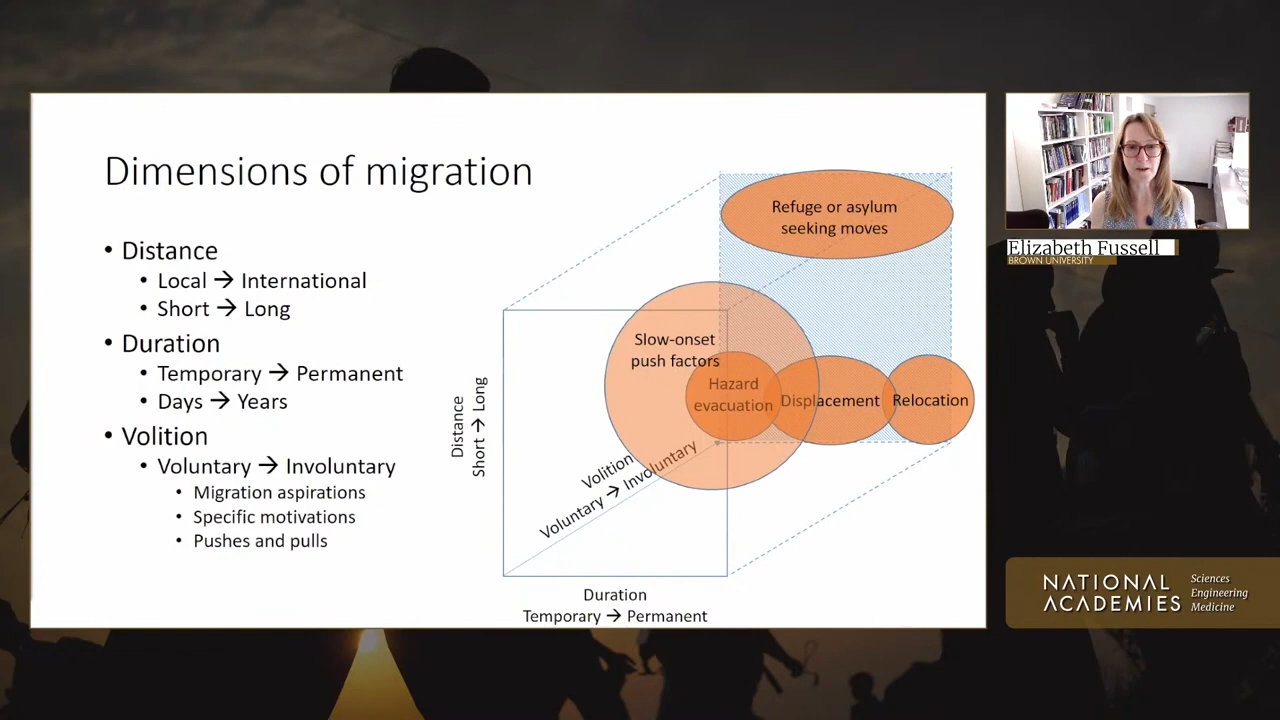 Dimensions of migration
• Distance
• Local → International
• Short → Long
• Duration
• Temporary → Permanent
• Days → Years
• Volition
• Voluntary → Involuntary
• Migration aspirations
• Specific motivations
• Pushes and pulls
Refuge or asylum
seeking moves
Slow-onset
push factors
Hazard
evacuation
Displacement
Relocation
Distance
Short → Long
Volition
Voluntary → Involuntary
Duration
Temporary → Permanent
Elizabeth Fussell
BROWN UNIVERSITY
NATIONAL
ACADEMIES
Sciences
Engineering
Medicine